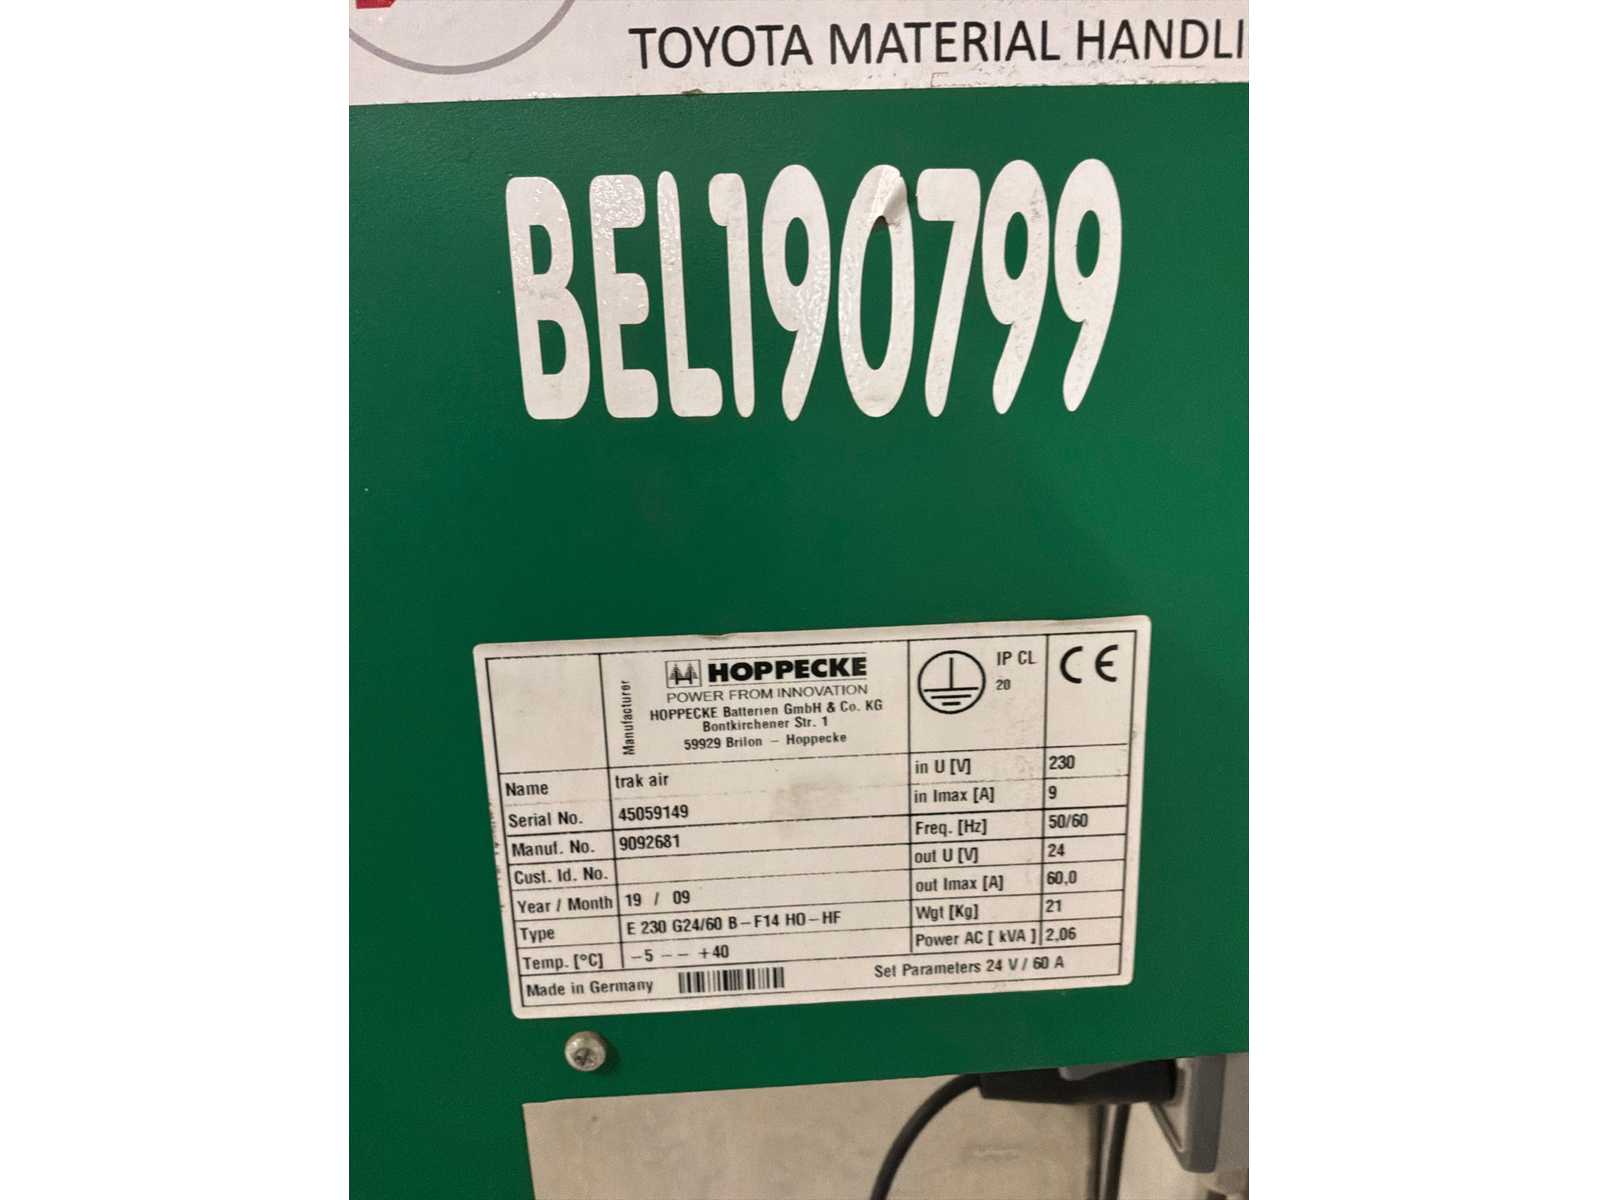 TOYOTA MATERIAL HANDLI
BEL190799
HOPPECKE
POWER FROM INNOVATION
Manufacturer
HOPPECKE Batterien GmbH & Co. KG
Bontkirchener Str. 1
59929 Brilon – Hoppecke
IP CL
20
CE
Name trak air
Serial No. 45059149
Manuf. No. 9092681
Cust. Id. No.
Year / Month 19 / 09
Type E 230 G24/60 B–F14 HO–HF
Temp. [°C] –5 –– +40
in U [V] 230
in Imax [A] 9
Freq. [Hz] 50/60
out U [V] 24
out Imax [A] 60,0
Wgt [Kg] 21
Power AC [ kVA ] 2,06
Made in Germany
Set Parameters 24 V / 60 A